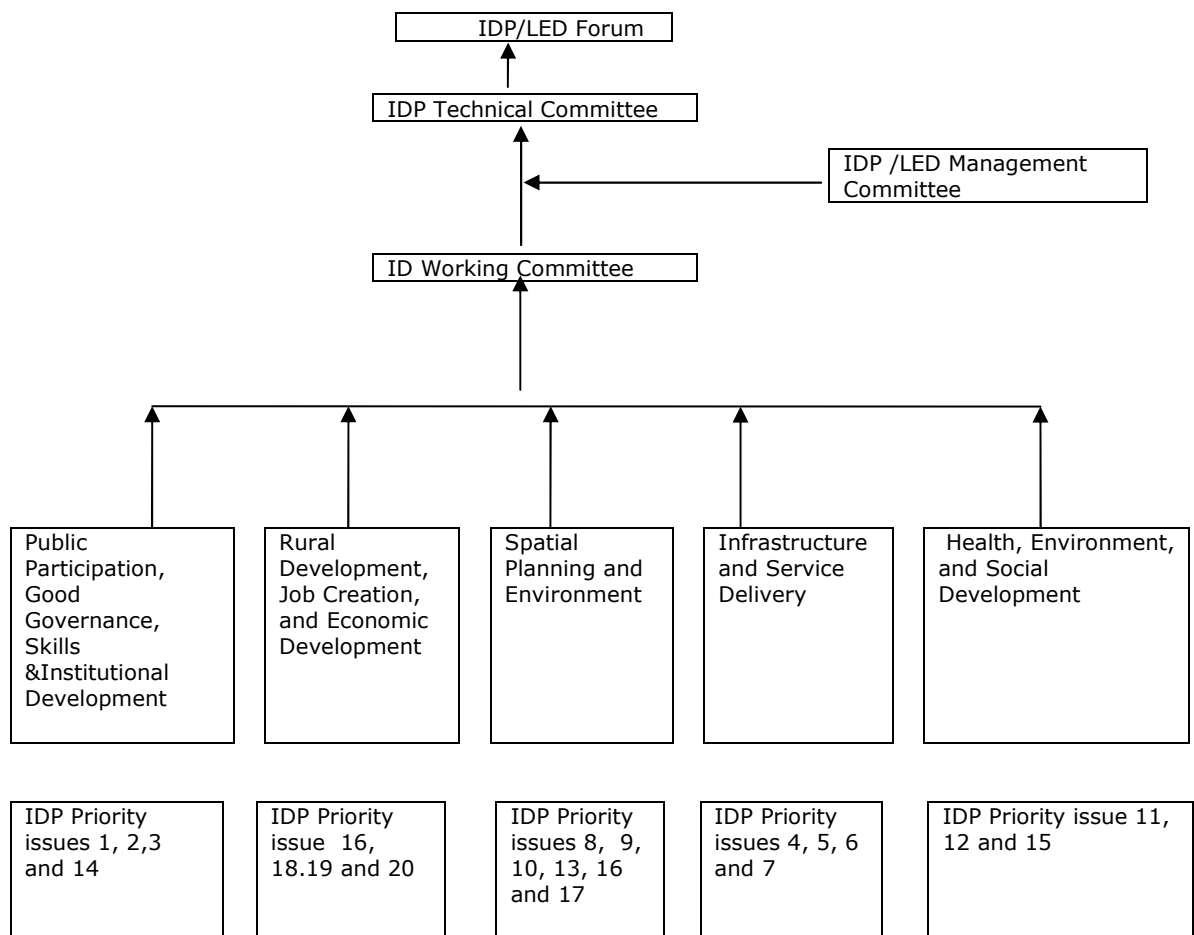 IDP/LED Forum
IDP Technical Committee
IDP /LED Management
Committee
ID Working Committee
Public
Participation,
Good
Governance,
Skills
&Institutional
Development
Rural
Development,
Job Creation,
and Economic
Development
Spatial
Planning and
Environment
Infrastructure
and Service
Delivery
Health, Environment,
and Social
Development
IDP Priority
issues 1, 2,3
and 14
IDP Priority
issue 16,
18.19 and 20
IDP Priority
issues 8, 9,
10, 13, 16
and 17
IDP Priority
issues 4, 5, 6
and 7
IDP Priority issue 11,
12 and 15